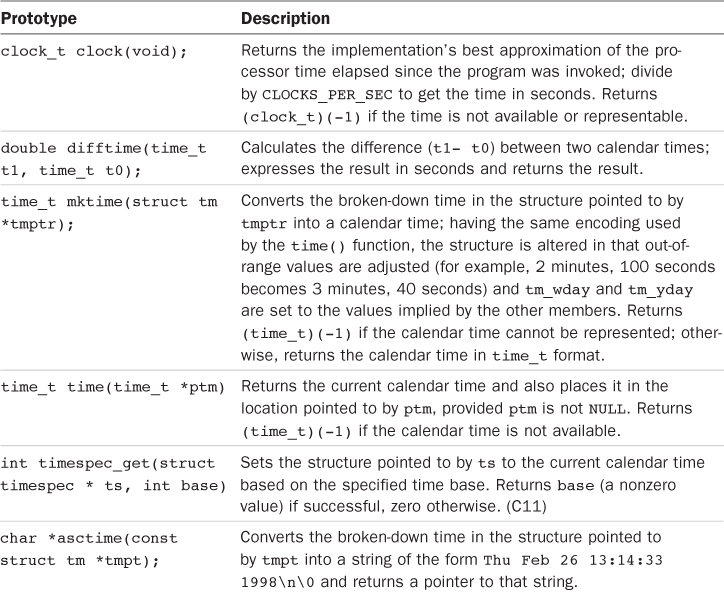 Prototype Description
clock_t clock(void); Returns the implementation's best approximation of the pro-
cessor time elapsed since the program was invoked; divide
by CLOCKS_PER_SEC to get the time in seconds. Returns
(clock_t)(-1) if the time is not available or representable.
double difftime(time_t Calculates the difference (t1- t0) between two calendar times;
t1, time_t t0); expresses the result in seconds and returns the result.
time_t mktime(struct tm Converts the broken-down time in the structure pointed to by
*tmptr); tmptr into a calendar time; having the same encoding used
by the time() function, the structure is altered in that out-of-
range values are adjusted (for example, 2 minutes, 100 seconds
becomes 3 minutes, 40 seconds) and tm_wday and tm_yday
are set to the values implied by the other members. Returns
(time_t)(-1) if the calendar time cannot be represented; other-
wise, returns the calendar time in time_t format.
time_t time(time_t *ptm) Returns the current calendar time and also places it in the
location pointed to by ptm, provided ptm is not NULL. Returns
(time_t)(-1) if the calendar time is not available.
int timespec_get(struct Sets the structure pointed to by ts to the current calendar time
timespec * ts, int base) based on the specified time base. Returns base (a nonzero
value) if successful, zero otherwise. (C11)
char *asctime(const Converts the broken-down time in the structure pointed to
struct tm *tmpt); by tmpt into a string of the form Thu Feb 26 13:14:33
1998\n\0 and returns a pointer to that string.